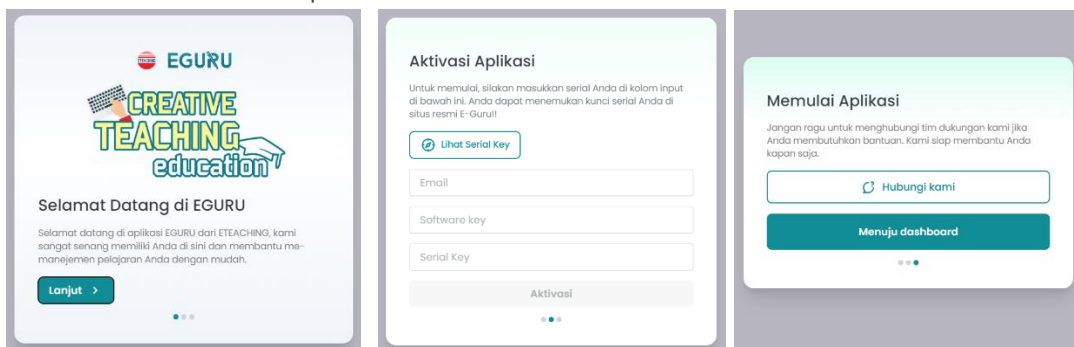 EGURU
CREATIVE
TEACHING
education
Selamat Datang di EGURU
Selamat datang di aplikasi EGURU dari ETEACHING, kami
sangat senang memiliki Anda di sini dan membantu me-
manejemen pelajaran Anda dengan mudah.
Lanjut
Aktivasi Aplikasi
Untuk memulai, silakan masukkan serial Anda di kolom input
di bawah ini. Anda dapat menemukan kunci serial Anda di
situs resmi E-Guru!!
Lihat Serial Key
Email
Software key
Serial Key
Aktivasi
Memulai Aplikasi
Jangan ragu untuk menghubungi tim dukungan kami jika
Anda membutuhkan bantuan. Kami siap membantu Anda
kapan saja.
Hubungi kami
Menuju dashboard